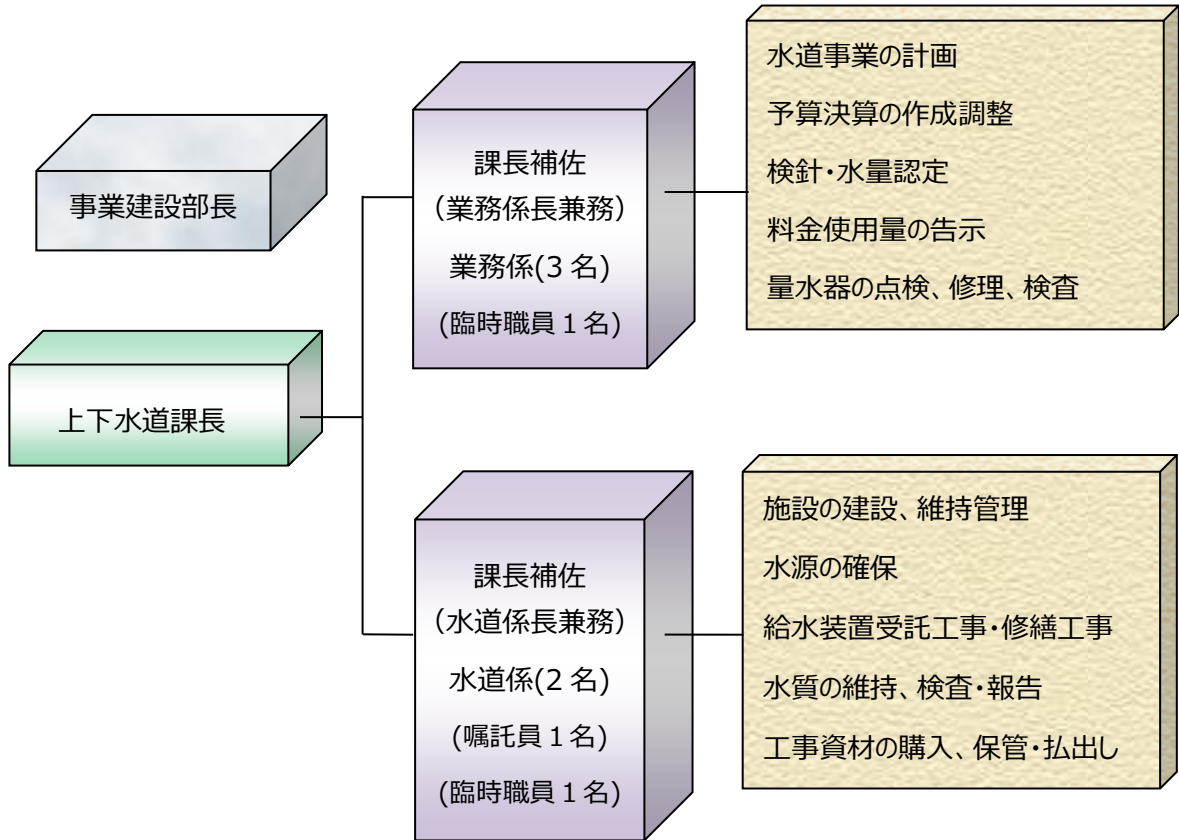 事業建設部長
上下水道課長
課長補佐
（業務係長兼務）
業務係(3名)
(臨時職員1名)
水道事業の計画
予算決算の作成調整
検針・水量認定
料金使用量の告示
量水器の点検、修理、検査
課長補佐
（水道係長兼務）
水道係(2名)
(嘱託員1名)
(臨時職員1名)
施設の建設、維持管理
水源の確保
給水装置受託工事・修繕工事
水質の維持、検査・報告
工事資材の購入、保管・払出し